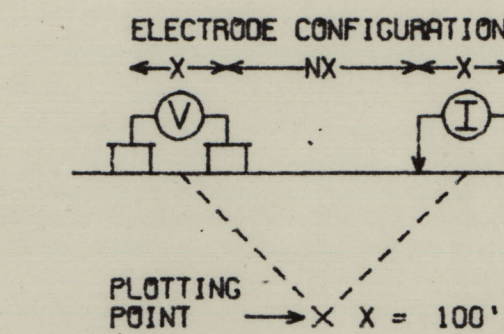 ELECTRODE CONFIGURATION
X NX X
V I
PLOTTING
POINT X X = 100'